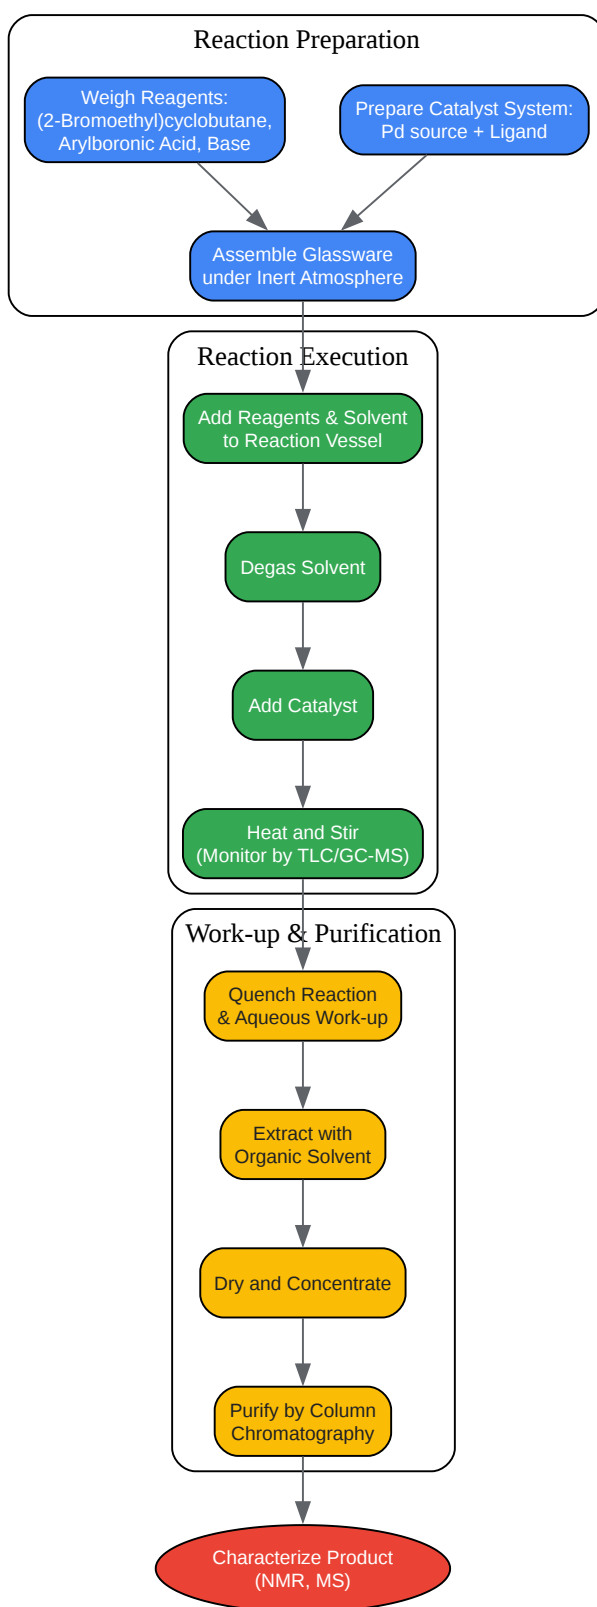 Reaction Preparation
Weigh Reagents:
(2-Bromoethyl)cyclobutane,
Arylboronic Acid, Base
Prepare Catalyst System:
Pd source + Ligand
Assemble Glassware
under Inert Atmosphere
Reaction Execution
Add Reagents & Solvent
to Reaction Vessel
Degas Solvent
Add Catalyst
Heat and Stir
(Monitor by TLC/GC-MS)
Work-up & Purification
Quench Reaction
& Aqueous Work-up
Extract with
Organic Solvent
Dry and Concentrate
Purify by Column
Chromatography
Characterize Product
(NMR, MS)